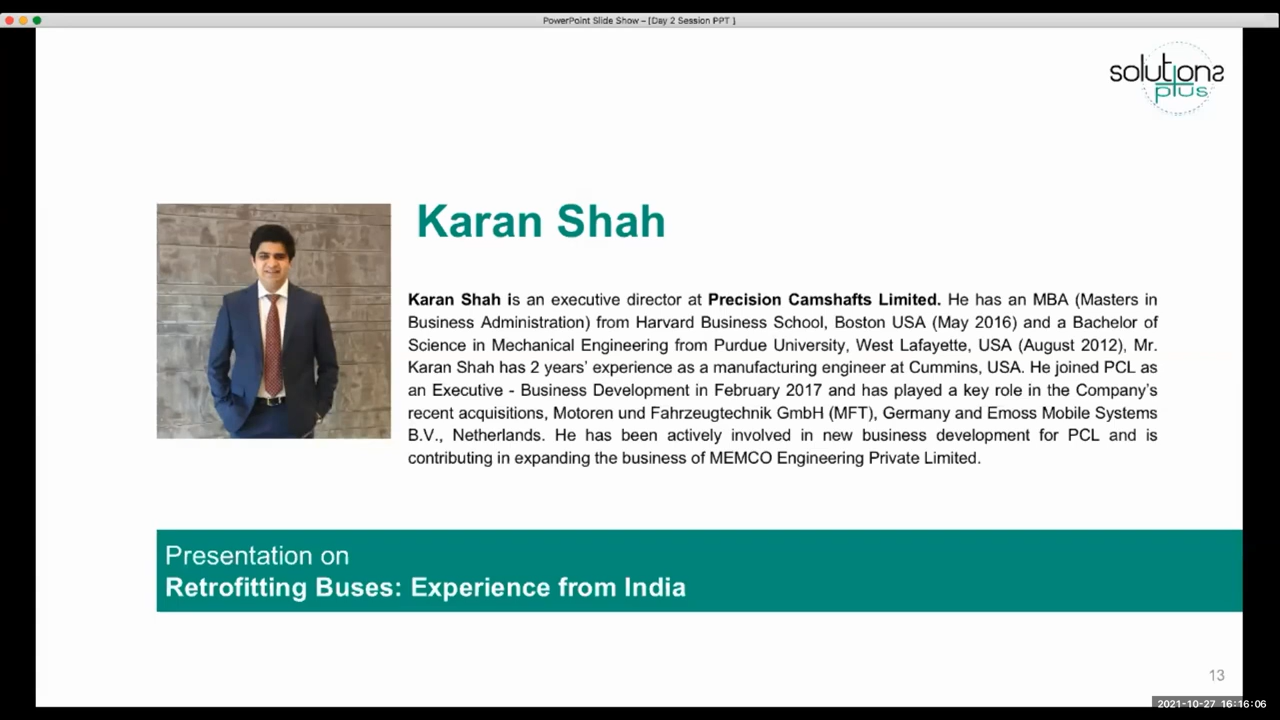 PowerPoint Slide Show – [Day 2 Session PPT ]
solutions
plus
Karan Shah
Karan Shah is an executive director at Precision Camshafts Limited. He has an MBA (Masters in
Business Administration) from Harvard Business School, Boston USA (May 2016) and a Bachelor of
Science in Mechanical Engineering from Purdue University, West Lafayette, USA (August 2012), Mr.
Karan Shah has 2 years’ experience as a manufacturing engineer at Cummins, USA. He joined PCL as
an Executive - Business Development in February 2017 and has played a key role in the Company’s
recent acquisitions, Motoren und Fahrzeugtechnik GmbH (MFT), Germany and Emoss Mobile Systems
B.V., Netherlands. He has been actively involved in new business development for PCL and is
contributing in expanding the business of MEMCO Engineering Private Limited.
Presentation on
Retrofitting Buses: Experience from India
13
2021-10-27 16:16:06